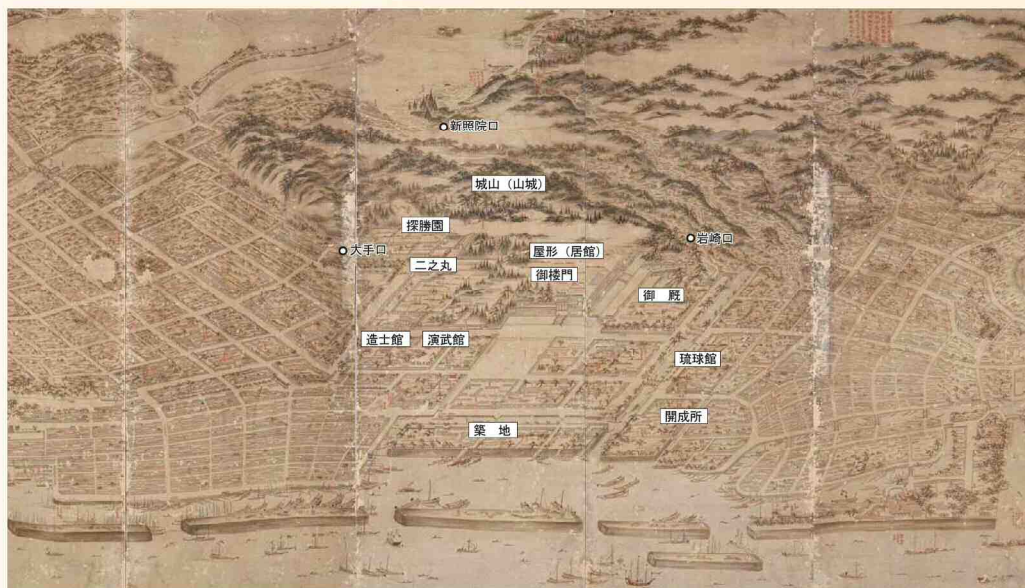 新照院口
城山（山城）
探勝園
大手口
屋形（居館）
岩崎口
二之丸
御楼門
御　厩
造士館
演武館
琉球館
開成所
築　地